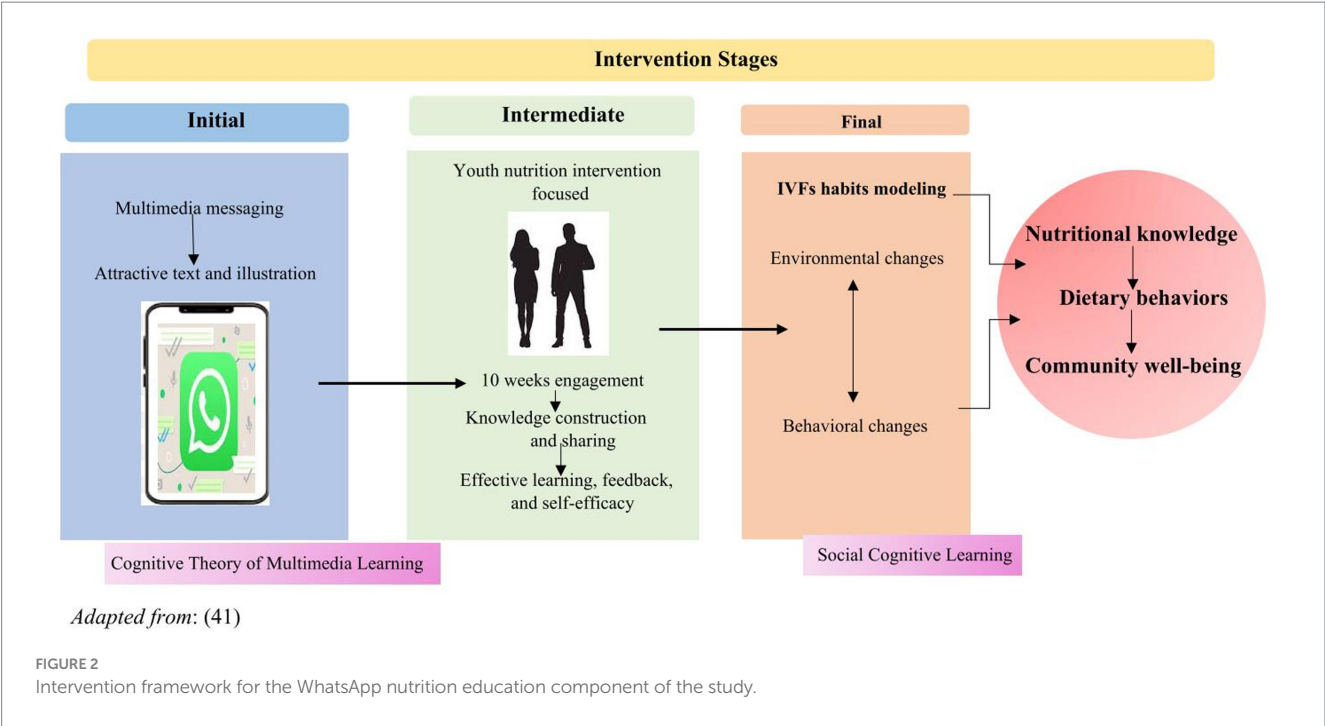 Intervention Stages
Initial
Multimedia messaging
Attractive text and illustration
Cognitive Theory of Multimedia Learning
Intermediate
Youth nutrition intervention
focused
10 weeks engagement
Knowledge construction
and sharing
Effective learning, feedback,
and self-efficacy
Final
IVFs habits modeling
Environmental changes
Behavioral changes
Social Cognitive Learning
Nutritional knowledge
Dietary behaviors
Community well-being
Adapted from: (41)
FIGURE 2
Intervention framework for the WhatsApp nutrition education component of the study.